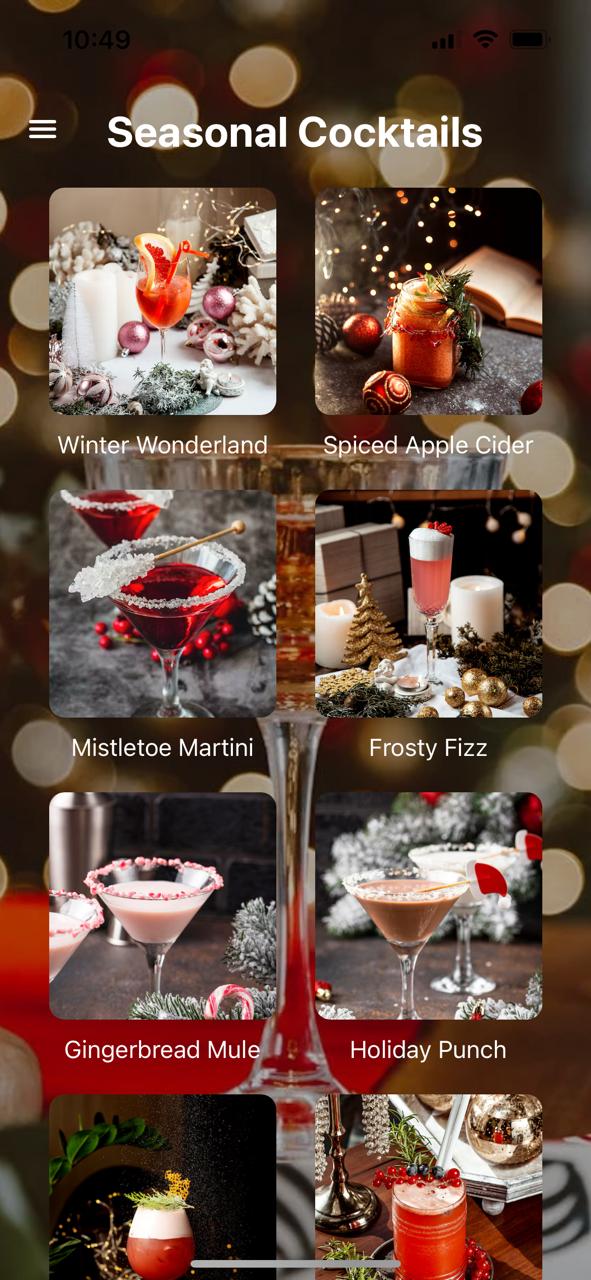 10:49
Seasonal Cocktails
Winter Wonderland
Spiced Apple Cider
Mistletoe Martini
Frosty Fizz
Gingerbread Mule
Holiday Punch